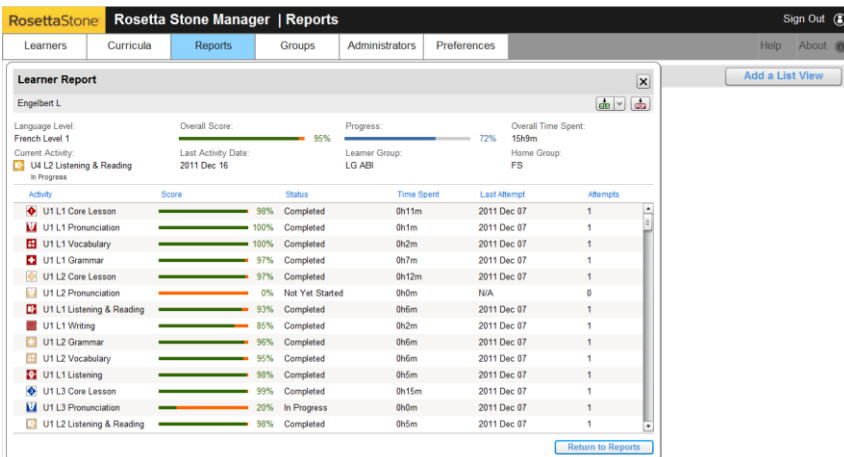 RosettaStone Rosetta Stone Manager | Reports Sign Out
Learners Curricula Reports Groups Administrators Preferences Help About
Add a List View
Learner Report
Engelbert L
Language Level: Overall Score: Progress: Overall Time Spent:
French Level 1 95% 72% 15h9m
Current Activity: Last Activity Date: Learner Group: Home Group:
U4 L2 Listening & Reading 2011 Dec 16 LG ABI FS
In Progress
Activity Score Status Time Spent Last Attempt Attempts
U1 L1 Core Lesson 98% Completed 0h11m 2011 Dec 07 1
U1 L1 Pronunciation 100% Completed 0h1m 2011 Dec 07 1
U1 L1 Vocabulary 100% Completed 0h2m 2011 Dec 07 1
U1 L1 Grammar 97% Completed 0h7m 2011 Dec 07 1
U1 L2 Core Lesson 97% Completed 0h12m 2011 Dec 07 1
U1 L2 Pronunciation 0% Not Yet Started 0h0m N/A 0
U1 L1 Listening & Reading 93% Completed 0h6m 2011 Dec 07 1
U1 L1 Writing 85% Completed 0h2m 2011 Dec 07 1
U1 L2 Grammar 96% Completed 0h6m 2011 Dec 07 1
U1 L2 Vocabulary 95% Completed 0h6m 2011 Dec 07 1
U1 L1 Listening 98% Completed 0h5m 2011 Dec 07 1
U1 L3 Core Lesson 99% Completed 0h15m 2011 Dec 07 1
U1 L3 Pronunciation 20% In Progress 0h0m 2011 Dec 07 1
U1 L2 Listening & Reading 98% Completed 0h5m 2011 Dec 07 1
Return to Reports